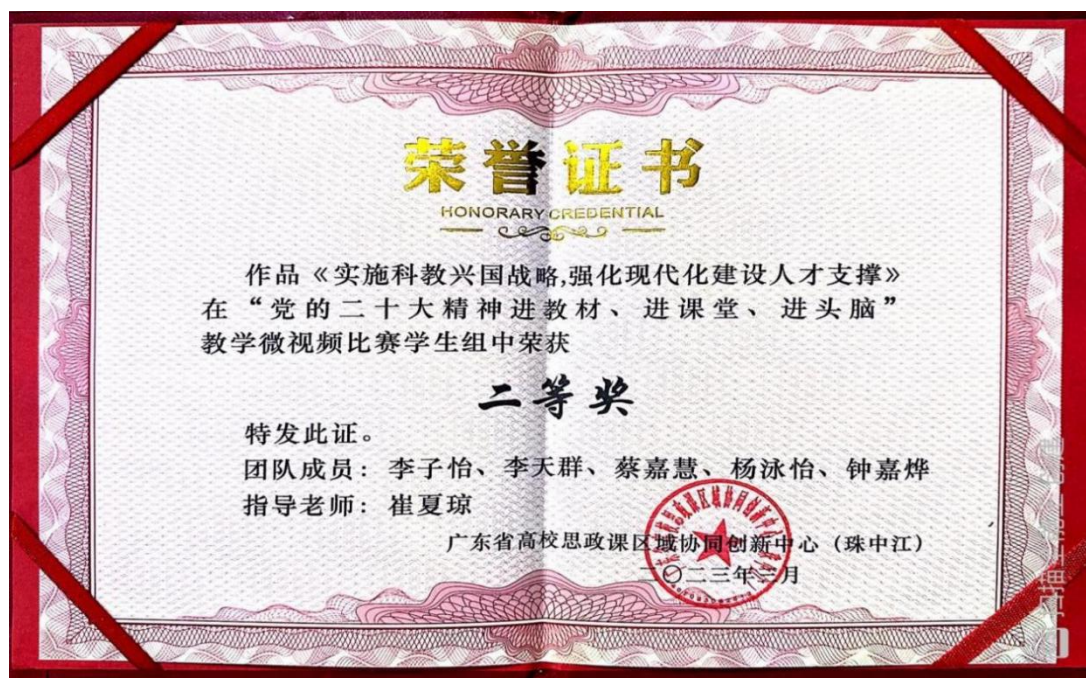 荣誉证书
HONORARY CREDENTIAL
作品《实施科教兴国战略,强化现代化建设人才支撑》
在“党的二十大精神进教材、进课堂、进头脑”
教学微视频比赛学生组中荣获
二等奖
特发此证。
团队成员：李子怡、李天群、蔡嘉慧、杨泳怡、钟嘉烨
指导老师：崔夏琼
广东省高校思政课区域协同创新中心（珠中江）
二〇二三年三月